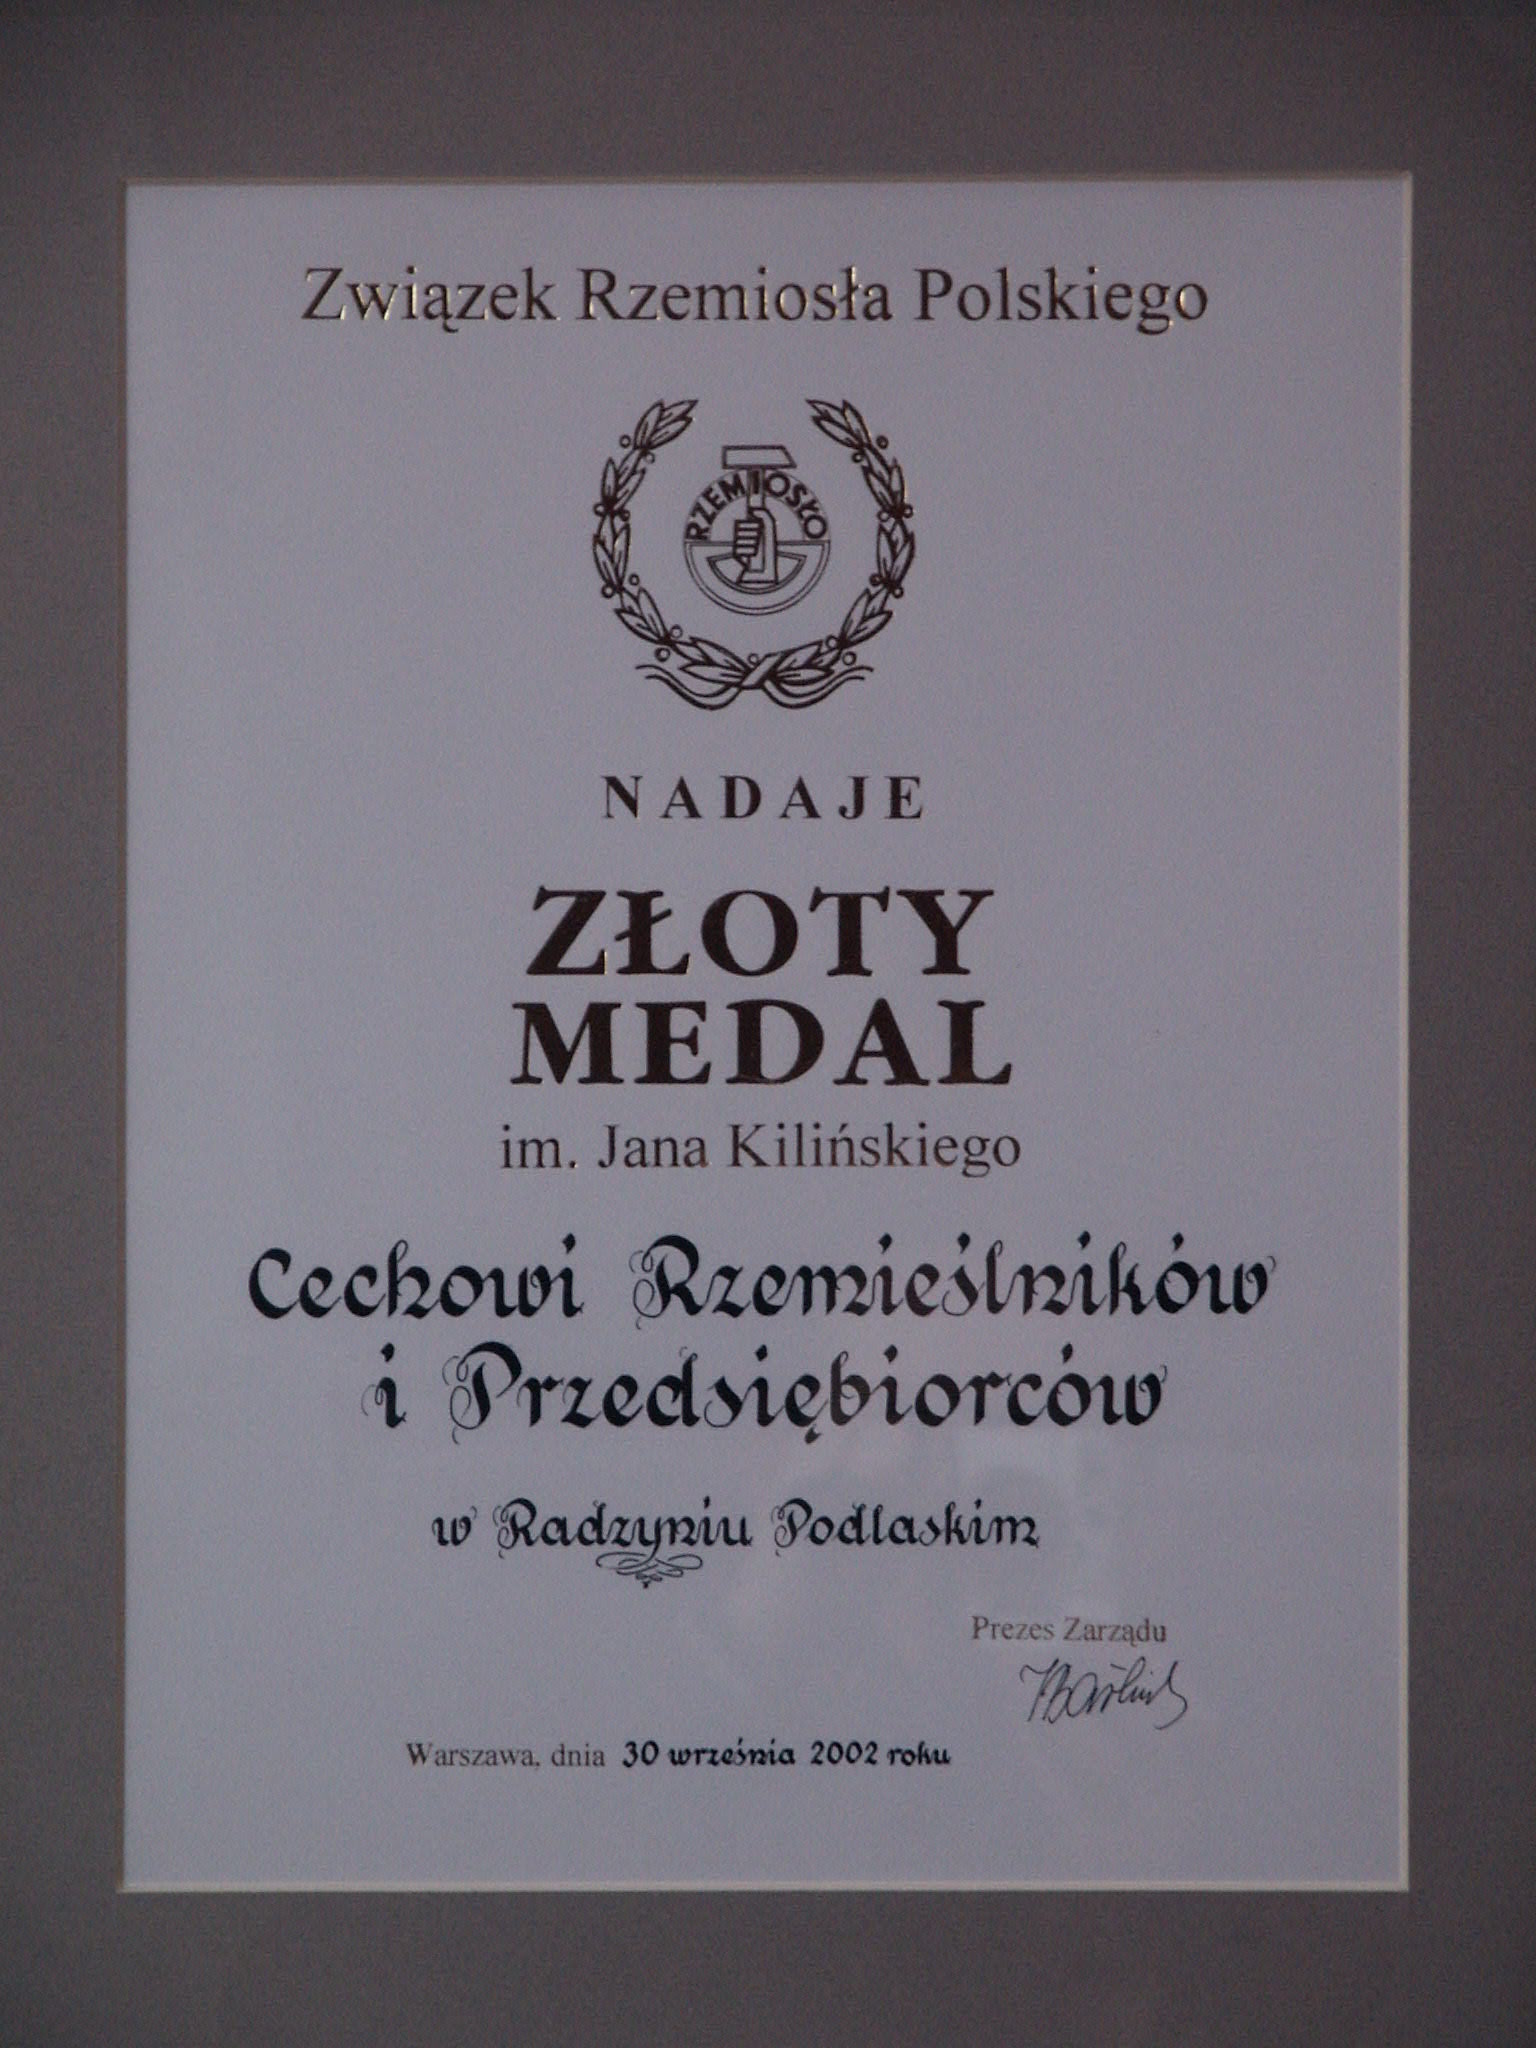 Związek Rzemiosła Polskiego
RZEMIOSŁO
NADAJE
ZŁOTY
MEDAL
im. Jana Kilińskiego
Cechowi Rzemieślników
i Przedsiębiorców
w Radzyniu Podlaskim
Prezes Zarządu
Warszawa, dnia 30 września 2002 roku